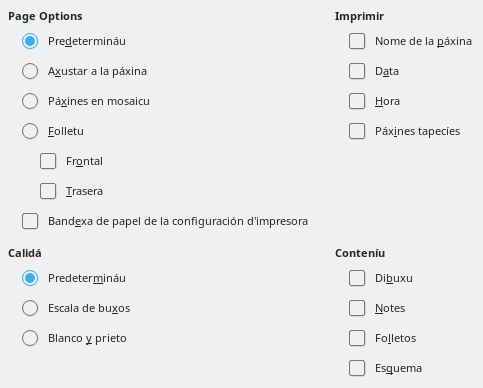 Page Options
Predetermináu
Axustar a la páxina
Páxines en mosaicu
Folletu
Frontal
Trasera
Bandexa de papel de la configuración d'impresora
Imprimir
Nome de la páxina
Data
Hora
Páxines tapecíes
Calidá
Predetermináu
Escala de buxos
Blanco y prieto
Conteníu
Dibuxu
Notes
Folletos
Esquema